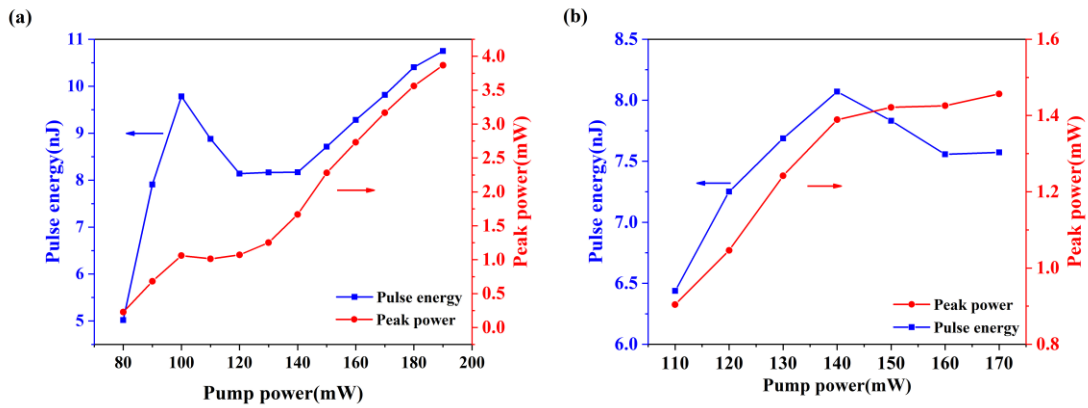 (a)
11
10
9
8
7
6
5
Pulse energy(nJ)
4.0
3.5
3.0
2.5
2.0
1.5
1.0
0.5
0.0
Peak power(mW)
Pulse energy
Peak power
80 100 120 140 160 180 200
Pump power(mW)
(b)
8.5
8.0
7.5
7.0
6.5
6.0
Pulse energy(nJ)
1.6
1.4
1.2
1.0
0.8
Peak power(mW)
Peak power
Pulse energy
110 120 130 140 150 160 170
Pump power(mW)